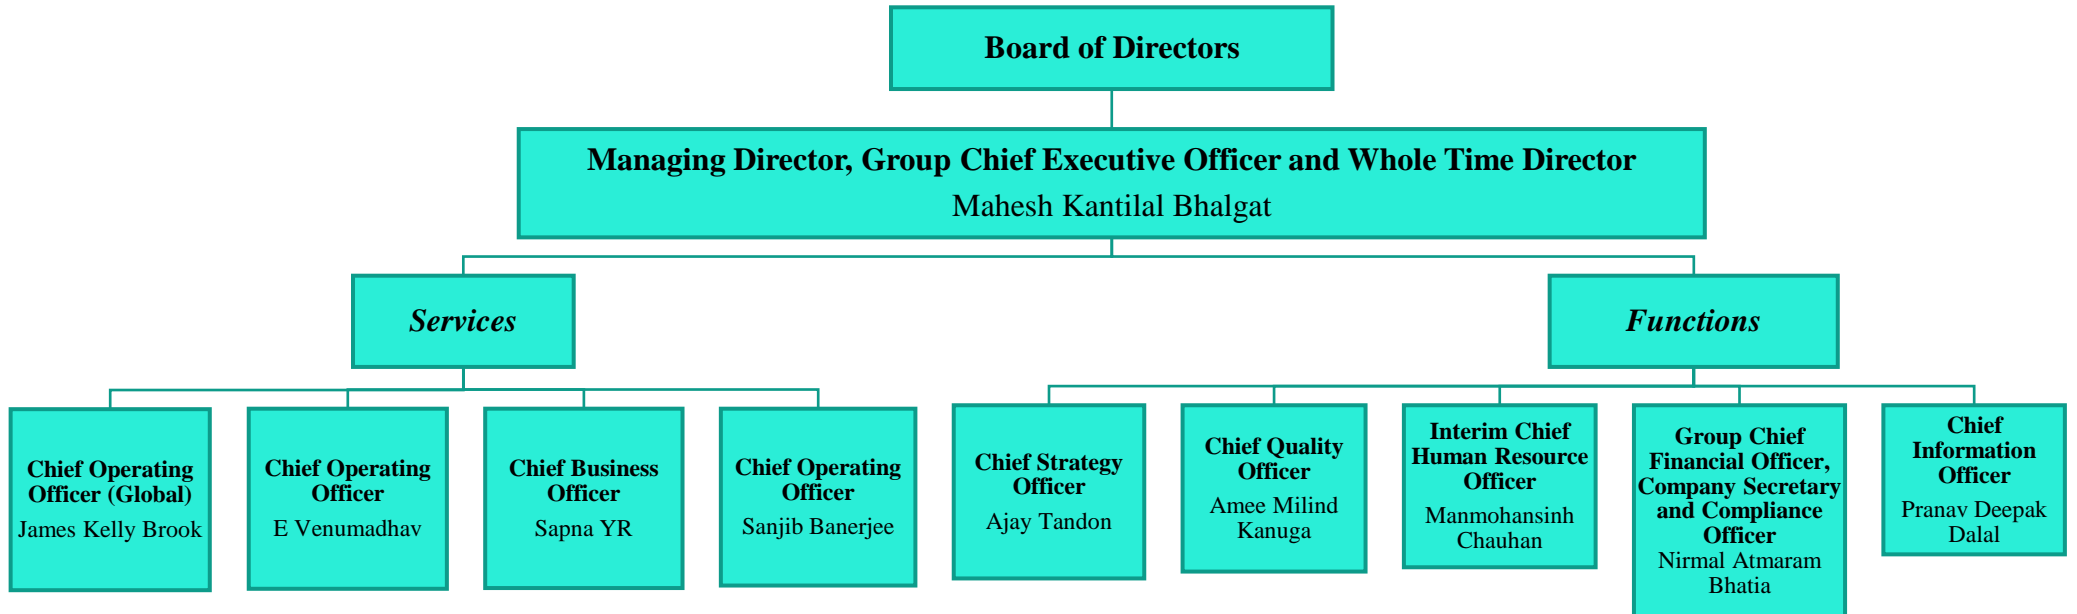 Board of Directors
Managing Director, Group Chief Executive Officer and Whole Time Director
Mahesh Kantilal Bhalgat
Services
Functions
Chief Operating
Officer (Global)
James Kelly Brook
Chief Operating
Officer
E Venumadhav
Chief Business
Officer
Sapna YR
Chief Operating
Officer
Sanjib Banerjee
Chief Strategy
Officer
Ajay Tandon
Chief Quality
Officer
Amee Milind
Kanuga
Interim Chief
Human Resource
Officer
Manmohansinh
Chauhan
Group Chief
Financial Officer,
Company Secretary
and Compliance
Officer
Nirmal Atmaram
Bhatia
Chief
Information
Officer
Pranav Deepak
Dalal